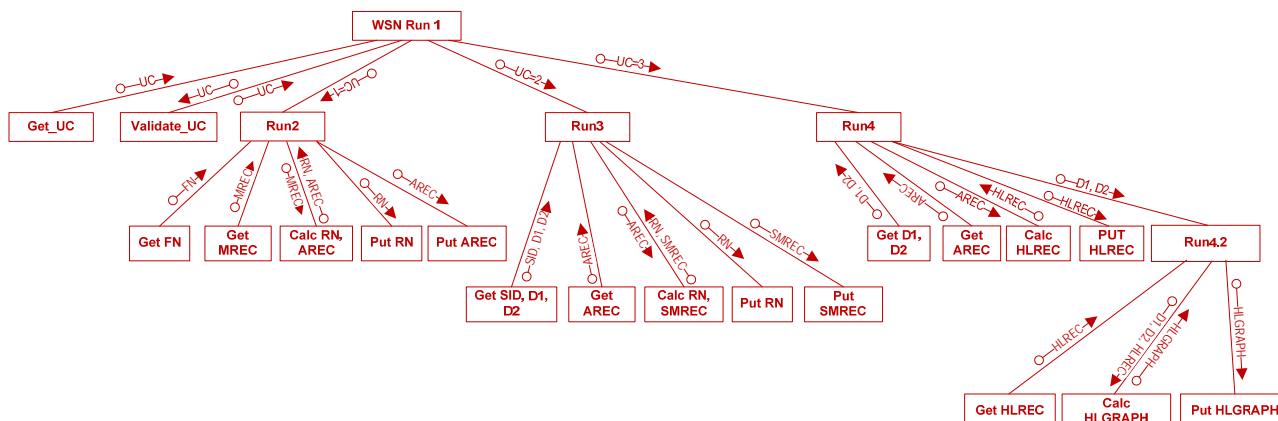 WSN Run 1
UC
UC
UC
UC=1
UC=2
UC=3
Get_UC
Validate_UC
Run2
Run3
Run4
FN
MREC
MREC
RN, AREC
RN
AREC
SID, D1, D2
AREC
AREC
RN, SMREC
RN
SMREC
D1, D2
AREC
AREC
HLREC
HLREC
D1, D2
Get FN
Get
MREC
Calc RN,
AREC
Put RN
Put AREC
Get D1,
D2
Get
AREC
Calc
HLREC
PUT
HLREC
Run4.2
Get SID, D1,
D2
Get
AREC
Calc RN,
SMREC
Put RN
Put
SMREC
HLREC
D1, D2, HLREC
HLGRAPH
HLGRAPH
Get HLREC
Calc
HLGRAPH
Put HLGRAPH